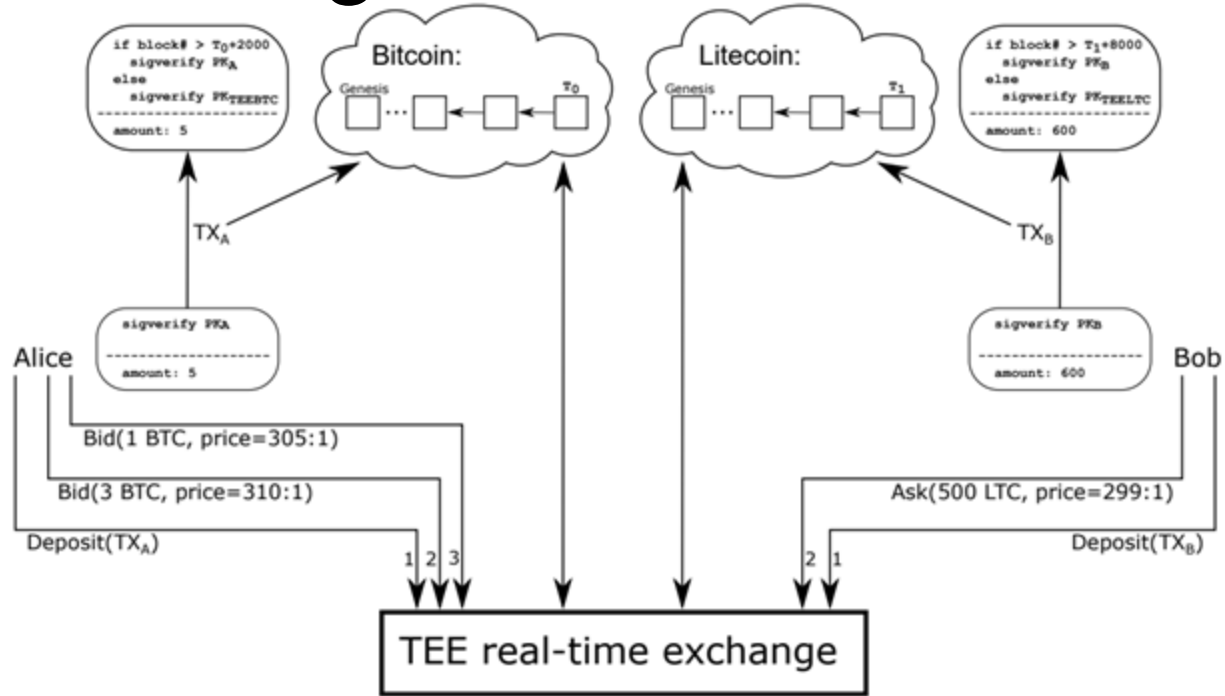 if block# > T0+2000
sigverify PKA
else
sigverify PKTEEBTC
amount: 5
Bitcoin:
Genesis
...
T0
Litecoin:
Genesis
...
T1
if block# > T1+8000
sigverify PKB
else
sigverify PKTEELTC
amount: 600
TXA
TXB
sigverify PKA
amount: 5
sigverify PKB
amount: 600
Alice
Bob
Bid(1 BTC, price=305:1)
Bid(3 BTC, price=310:1)
Ask(500 LTC, price=299:1)
Deposit(TXA)
Deposit(TXB)
1 2 3
2 1
TEE real-time exchange